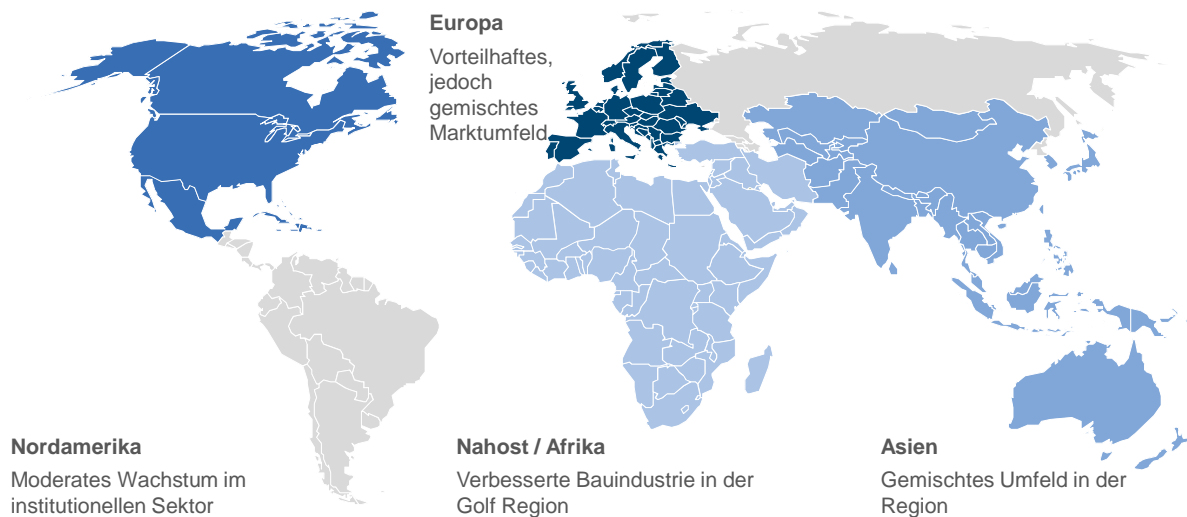 Europa
Vorteilhaftes,
jedoch
gemischtes
Marktumfeld
Nordamerika
Moderates Wachstum im
institutionellen Sektor
Nahost / Afrika
Verbesserte Bauindustrie in der
Golf Region
Asien
Gemischtes Umfeld in der
Region